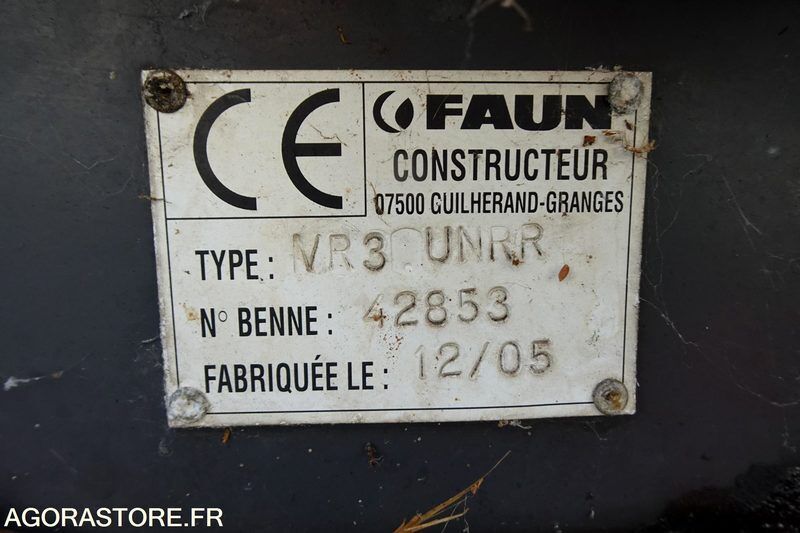 CE
FAUN
CONSTRUCTEUR
07500 GUILHERAND-GRANGES
TYPE : VR3 UNRR
N° BENNE : 42853
FABRIQUÉE LE : 12/05
AGORASTORE.FR